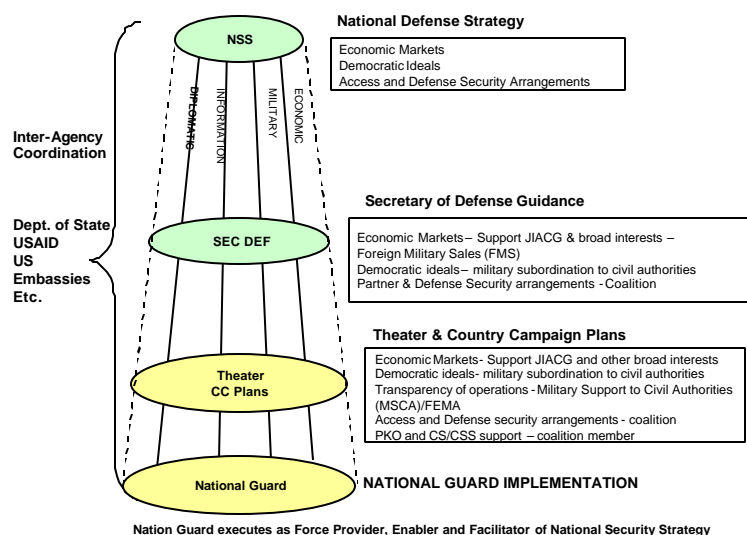 National Defense Strategy
NSS
Economic Markets
Democratic Ideals
Access and Defense Security Arrangements
DIPLOMATIC
INFORMATION
MILITARY
ECONOMIC
Inter-Agency
Coordination
Dept. of State
USAID
US
Embassies
Etc.
Secretary of Defense Guidance
SEC DEF
Economic Markets– Support JIACG & broad interests –
Foreign Military Sales (FMS)
Democratic ideals– military subordination to civil authorities
Partner & Defense Security arrangements - Coalition
Theater & Country Campaign Plans
Theater
CC Plans
Economic Markets- Support JIACG and other broad interests
Democratic ideals- military subordination to civil authorities
Transparency of operations - Military Support to Civil Authorities
(MSCA)/FEMA
Access and Defense security arrangements - coalition
PKO and CS/CSS support – coalition member
National Guard
NATIONAL GUARD IMPLEMENTATION
Nation Guard executes as Force Provider, Enabler and Facilitator of National Security Strategy